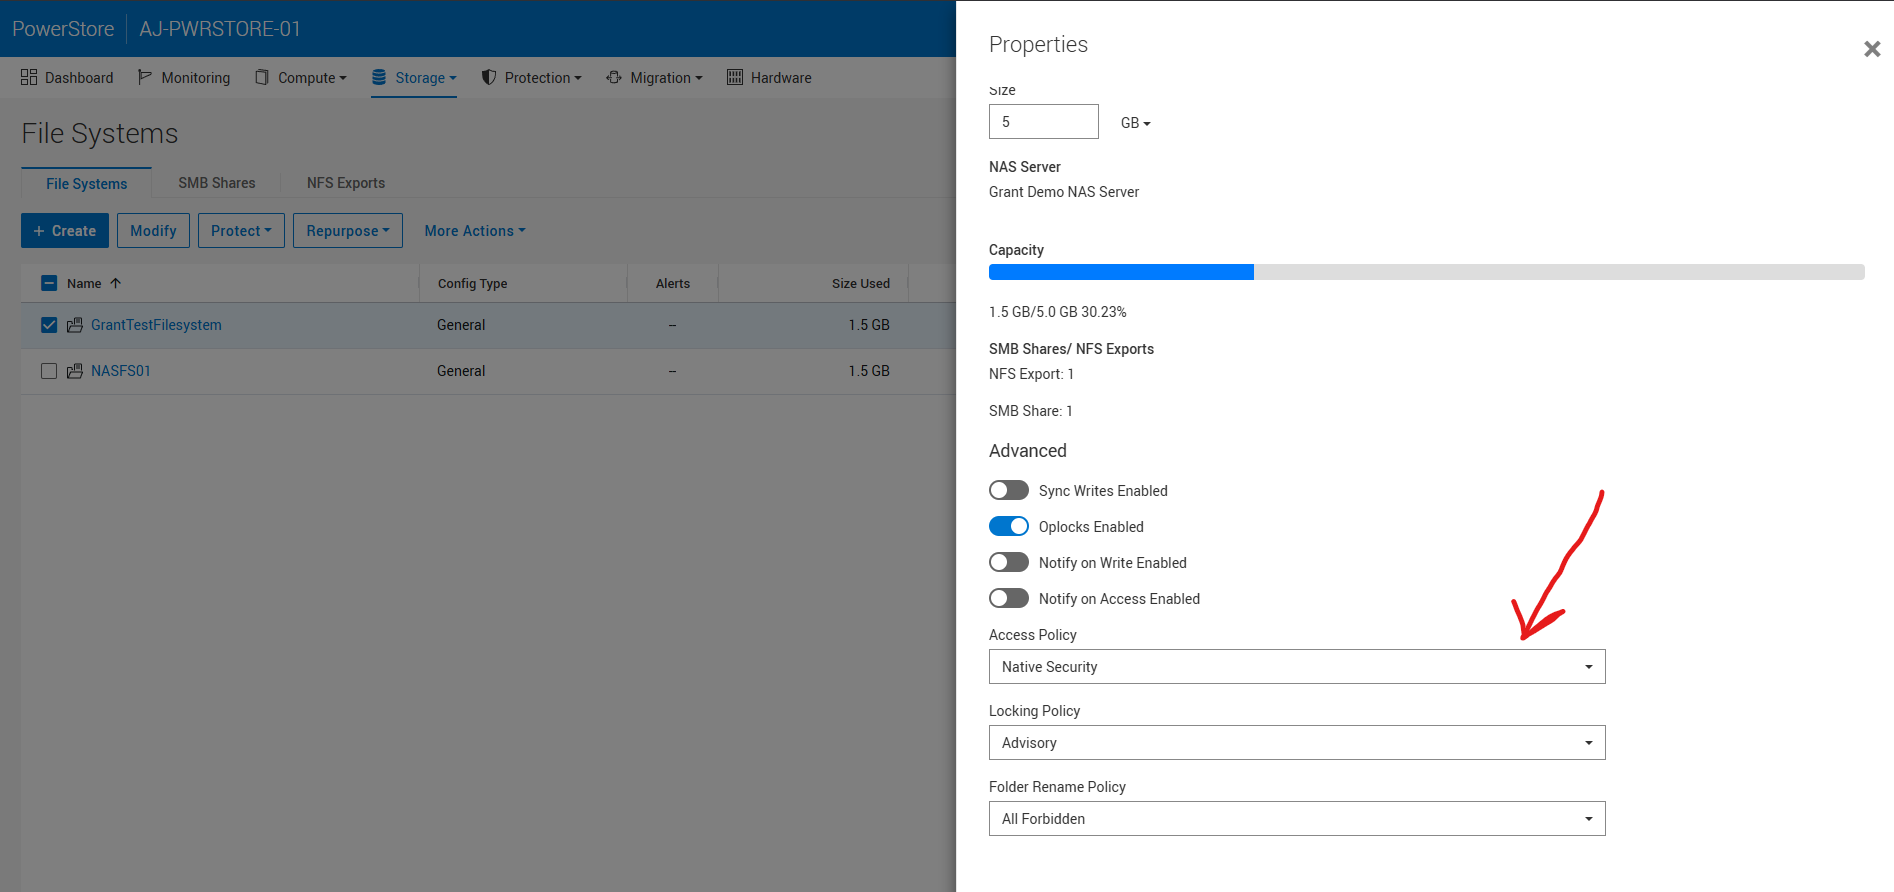 PowerStore AJ-PWRSTORE-01
Dashboard Monitoring Compute Storage Protection Migration Hardware
File Systems
File Systems SMB Shares NFS Exports
+ Create Modify Protect Repurpose More Actions
Name Config Type Alerts Size Used
GrantTestFilesystem General -- 1.5 GB
NASFS01 General -- 1.5 GB
Properties
Size
5 GB
NAS Server
Grant Demo NAS Server
Capacity
1.5 GB/5.0 GB 30.23%
SMB Shares/ NFS Exports
NFS Export: 1
SMB Share: 1
Advanced
Sync Writes Enabled
Oplocks Enabled
Notify on Write Enabled
Notify on Access Enabled
Access Policy
Native Security
Locking Policy
Advisory
Folder Rename Policy
All Forbidden